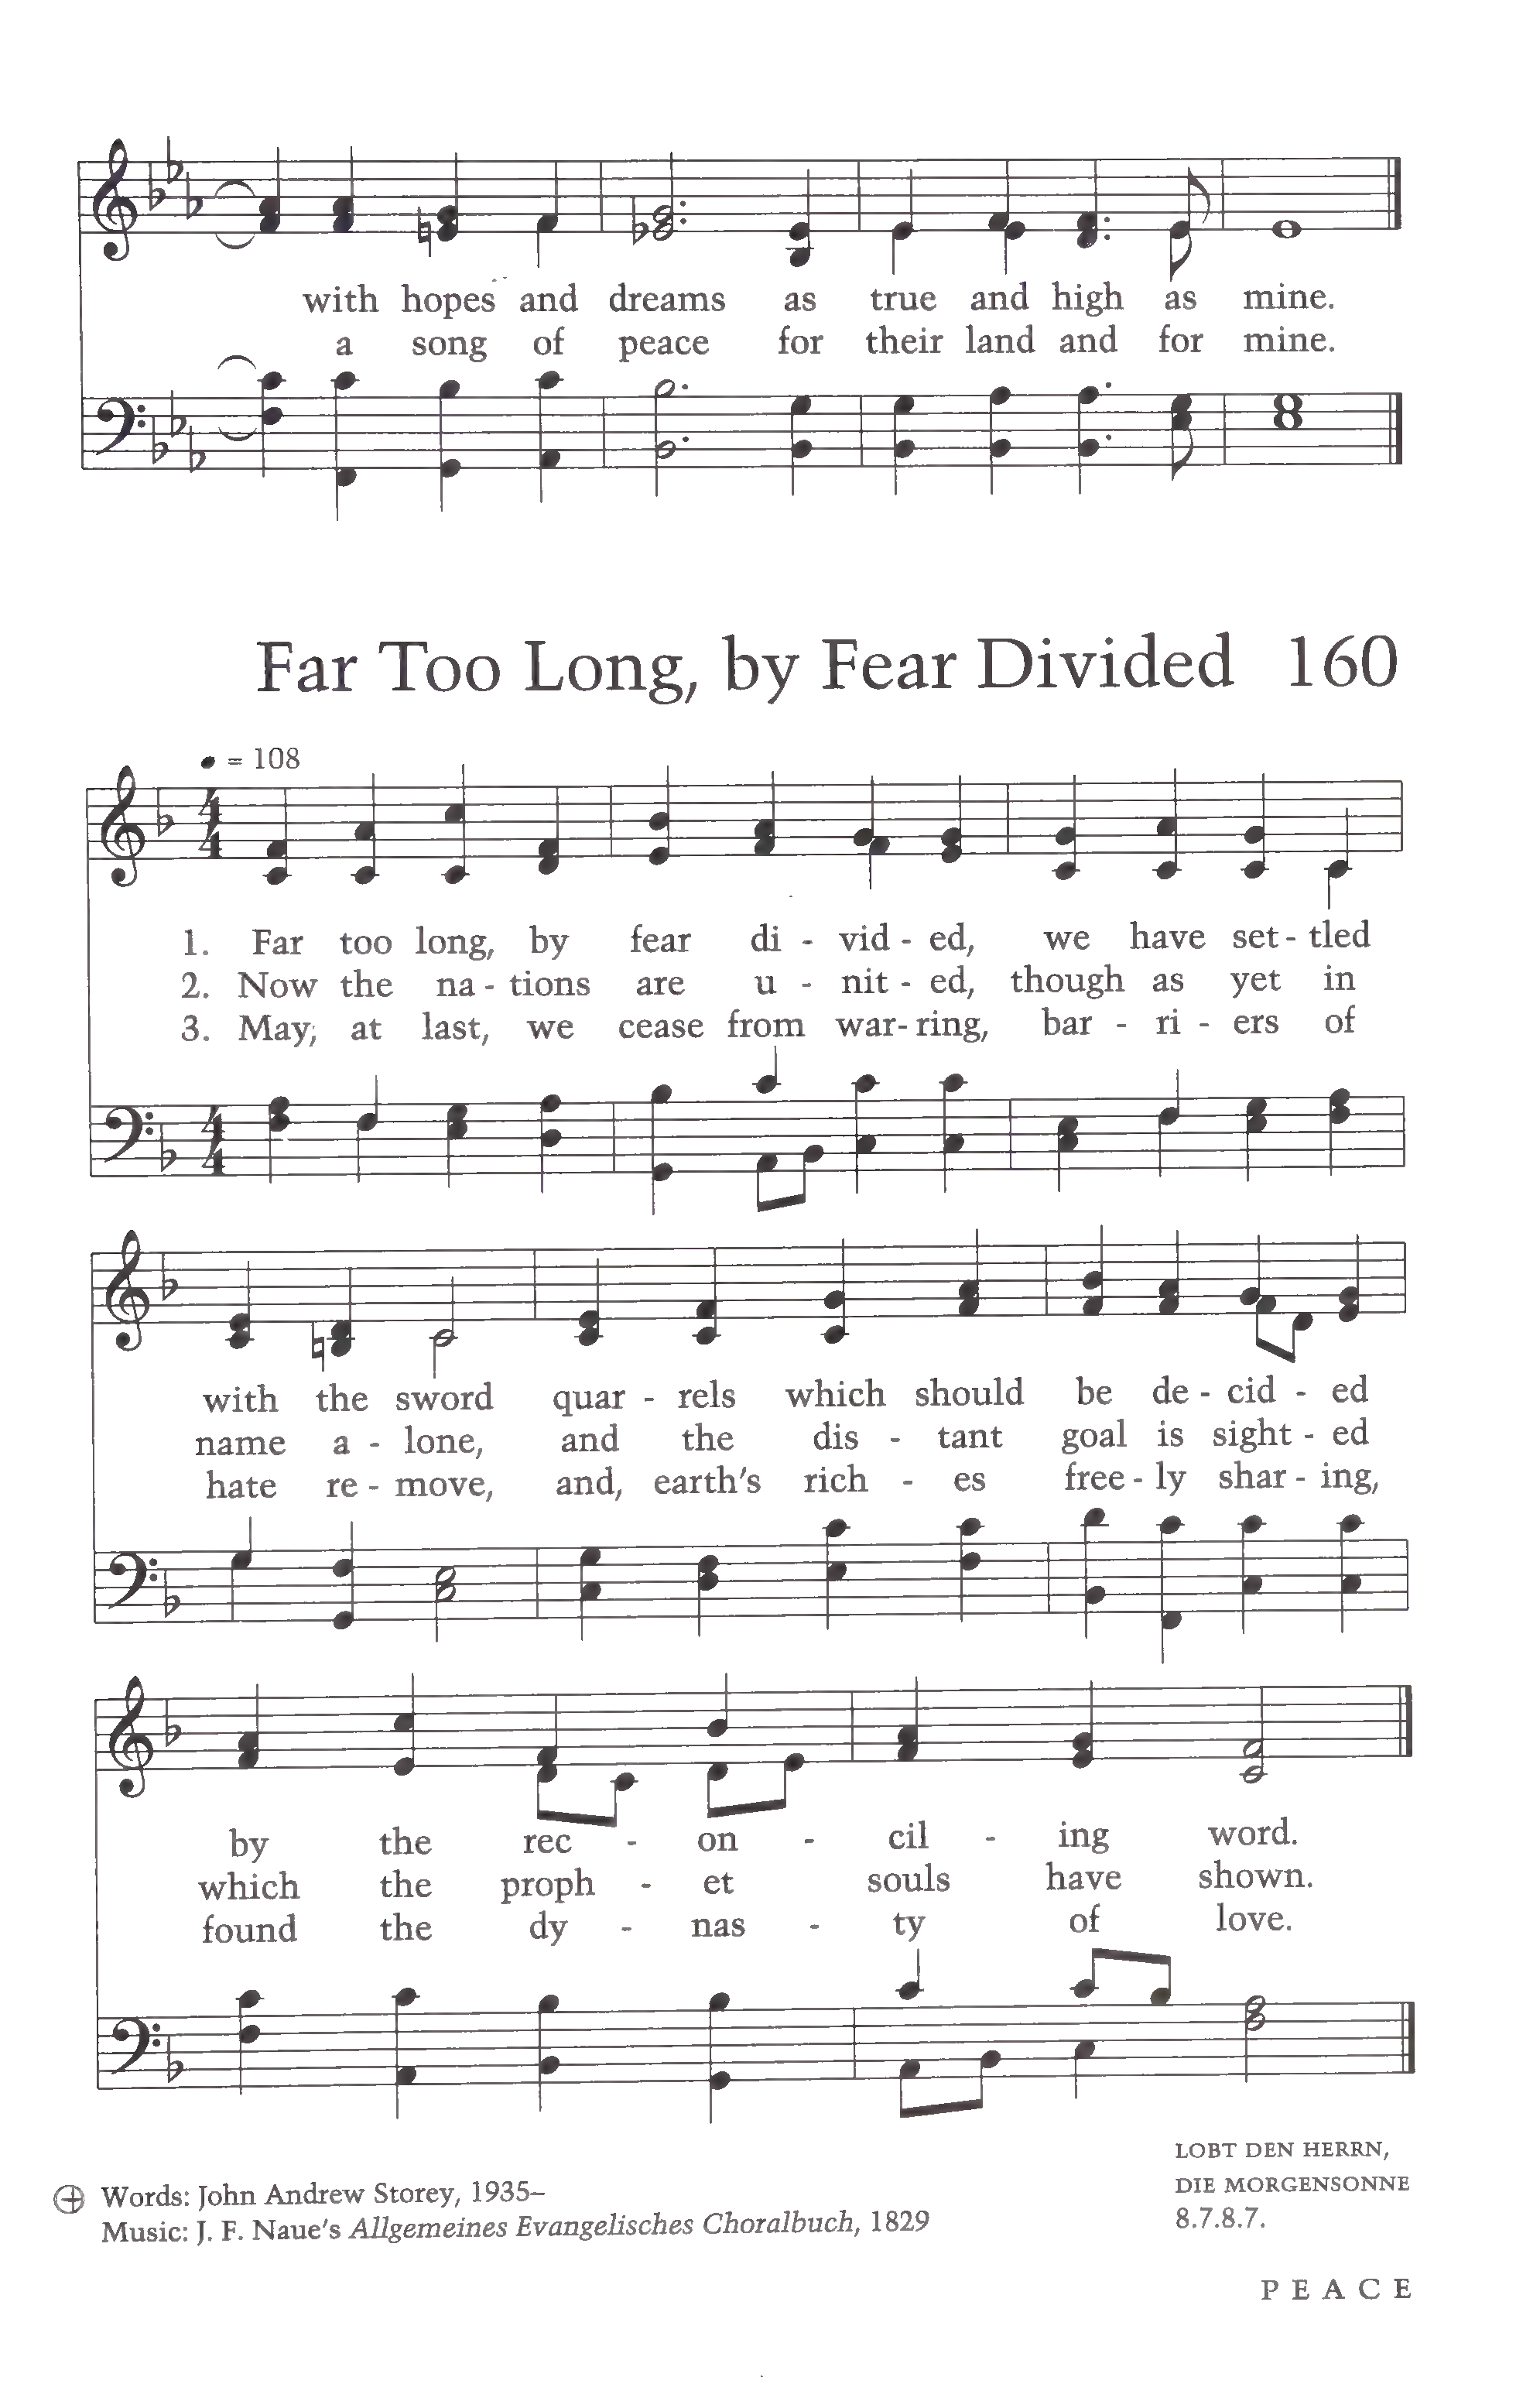 with hopes and dreams as true and high as mine.
a song of peace for their land and for mine.
Far Too Long, by Fear Divided 160
= 108
1. Far too long, by fear di - vid - ed, we have set - tled
2. Now the na - tions are u - nit - ed, though as yet in
3. May, at last, we cease from war - ring, bar - ri - ers of
with the sword quar - rels which should be de - cid - ed
name a - lone, and the dis - tant goal is sight - ed
hate re - move, and, earth's rich - es free - ly shar - ing,
by the rec - on - cil - ing word.
which the proph - et souls have shown.
found the dy - nas - ty of love.
Words: John Andrew Storey, 1935–
Music: J. F. Naue's Allgemeines Evangelisches Choralbuch, 1829
LOBT DEN HERRN,
DIE MORGENSONNE
8.7.8.7.
PEACE